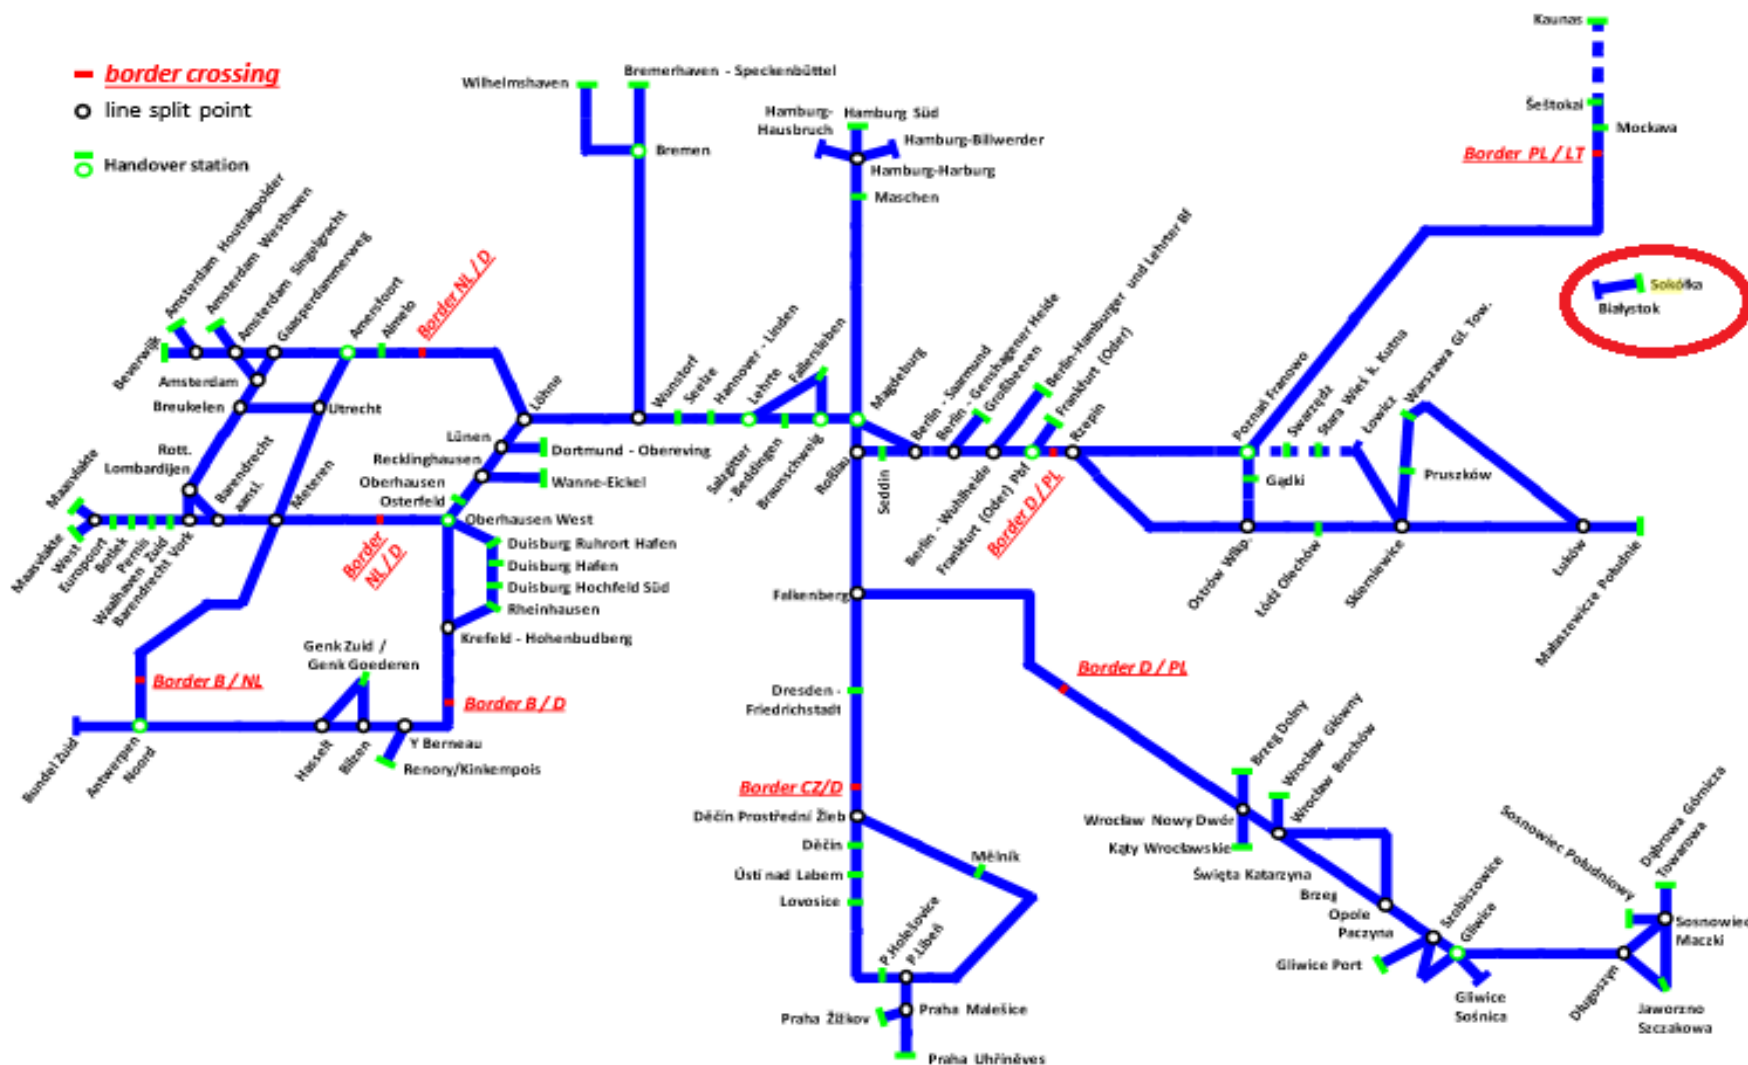 border crossing
line split point
Handover station
Wilhelmshaven
Bremerhaven - Speckenbüttel
Bremen
Hamburg-
Hausbruch
Hamburg Süd
Hamburg-Billwerder
Hamburg-Harburg
Maschen
Kaunas
Šeštokai
Mockava
Border PL / LT
Sokółka
Białystok
Beverwijk
Amsterdam Houtrakpolder
Amsterdam Westhaven
Amsterdam Singelgracht
Gaasperdammerweg
Amersfoort
Almelo
Border NL / D
Amsterdam
Breukelen
Utrecht
Rott.
Lombardijen
Barendrecht
aansl.
Meteren
Maasvlakte
Maasvlakte
West
Europoort
Botlek
Pernis
Waalhaven Zuid
Barendrecht Vork
Border
NL / D
Löhne
Lünen
Recklinghausen
Oberhausen
Osterfeld
Dortmund - Obereving
Wanne-Eickel
Oberhausen West
Duisburg Ruhrort Hafen
Duisburg Hafen
Duisburg Hochfeld Süd
Rheinhausen
Krefeld - Hohenbudberg
Genk Zuid /
Genk Goederen
Border B / NL
Border B / D
Bundel Zuid
Antwerpen
Noord
Hasselt
Bilzen
Y Berneau
Renory/Kinkempois
Wunstorf
Seelze
Hannover - Linden
Lehrte
Fallersleben
Salzgitter
- Beddingen
Braunschweig
Magdeburg
Roßlau
Seddin
Berlin - Saarmund
Berlin - Genshagener Heide
Großbeeren
Berlin-Hamburger und Lehrter Bf
Frankfurt (Oder)
Rzepin
Berlin - Wuhlheide
Frankfurt (Oder) Pbf
Border D / PL
Poznań Franowo
Swarzędz
Stara Wieś k. Kutna
Łowicz
Warszawa Gł. Tow.
Pruszków
Gądki
Ostrów Wlkp.
Łódź Olechów
Skierniewice
Łuków
Małaszewicze Południe
Falkenberg
Dresden -
Friedrichstadt
Border D / PL
Border CZ/D
Děčín Prostřední Žleb
Děčín
Ústí nad Labem
Lovosice
Mělník
P.Holešovice
P.Libeň
Praha Malešice
Praha Žižkov
Praha Uhříněves
Brzeg Dolny
Wrocław Główny
Wrocław Brochów
Wrocław Nowy Dwór
Kąty Wrocławskie
Święta Katarzyna
Brzeg
Opole
Paczyna
Szobiszowice
Gliwice
Gliwice Port
Gliwice
Sośnica
Sosnowiec Południowy
Dąbrowa Górnicza
Towarowa
Sosnowiec
Maczki
Długoszyn
Jaworzno
Szczakowa